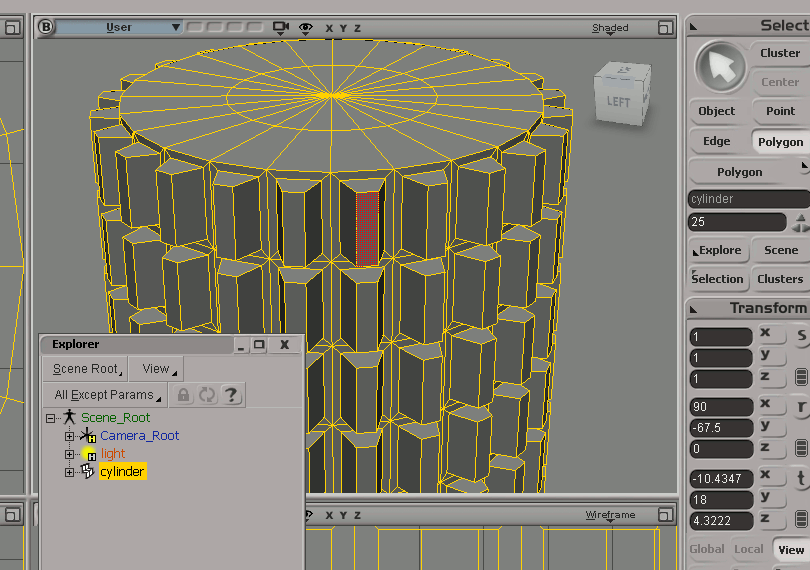 B User X Y Z Shaded
LEFT
Select
Cluster
Center
Object Point
Edge Polygon
Polygon
cylinder
25
Explore Scene
Selection Clusters
Transform
1 x S
1 y
1 z
90 x r
-67.5 y
0 z
-10.4347 x t
18 y
4.3222 z
Global Local View
Explorer
Scene Root View
All Except Params ?
Scene_Root
Camera_Root
light
cylinder
X Y Z Wireframe